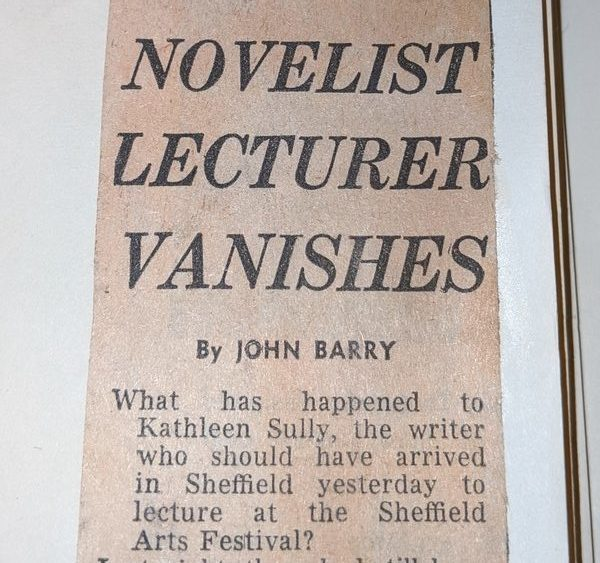 NOVELIST
LECTURER
VANISHES
By JOHN BARRY
What has happened to
Kathleen Sully, the writer
who should have arrived
in Sheffield yesterday to
lecture at the Sheffield
Arts Festival?